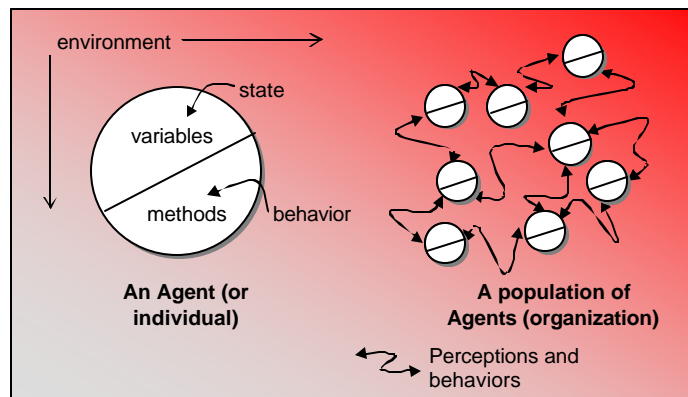 environment
state
variables
methods
behavior
An Agent (or
individual)
A population of
Agents (organization)
Perceptions and
behaviors